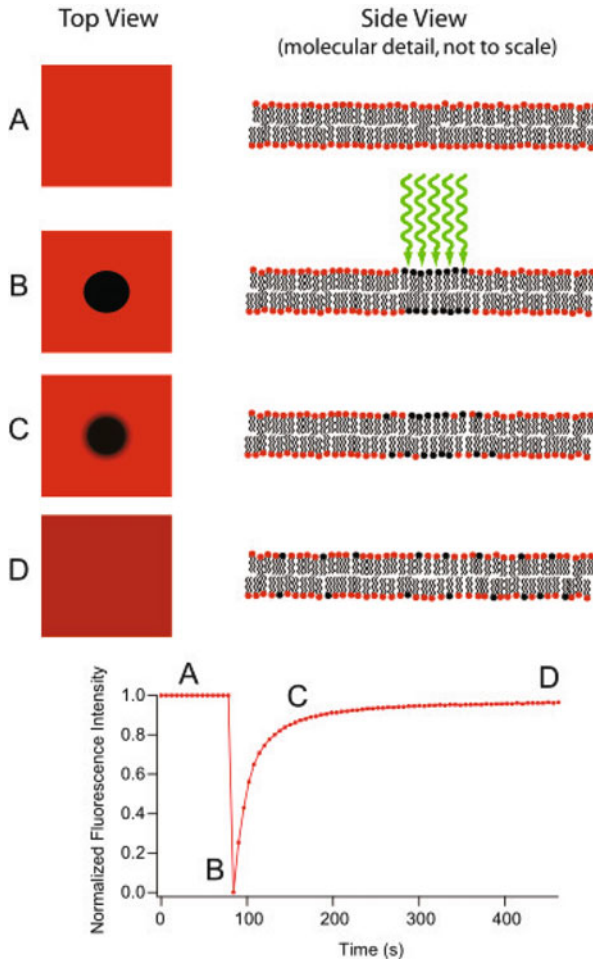 Top View
Side View
(molecular detail, not to scale)
A
B
C
D
Normalized Fluorescence Intensity
1.0
0.8
0.6
0.4
0.2
0.0
A
B
C
D
0
100
200
300
400
Time (s)